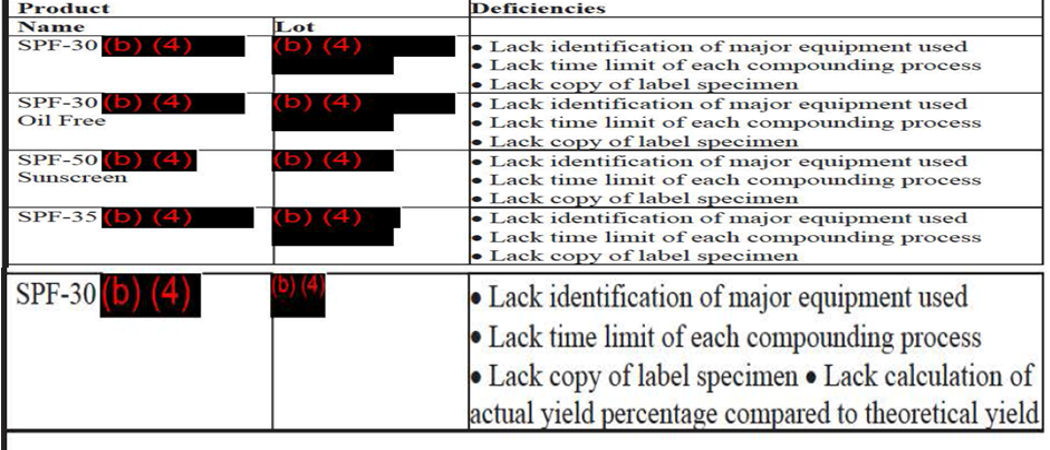 Product Deficiencies
Name Lot
SPF-30 (b) (4) (b) (4) • Lack identification of major equipment used
• Lack time limit of each compounding process
• Lack copy of label specimen
SPF-30 (b) (4) (b) (4) • Lack identification of major equipment used
Oil Free • Lack time limit of each compounding process
• Lack copy of label specimen
SPF-50 (b) (4) (b) (4) • Lack identification of major equipment used
Sunscreen • Lack time limit of each compounding process
• Lack copy of label specimen
SPF-35 (b) (4) (b) (4) • Lack identification of major equipment used
• Lack time limit of each compounding process
• Lack copy of label specimen
SPF-30 (b) (4) (b) (4) • Lack identification of major equipment used
• Lack time limit of each compounding process
• Lack copy of label specimen • Lack calculation of
actual yield percentage compared to theoretical yield